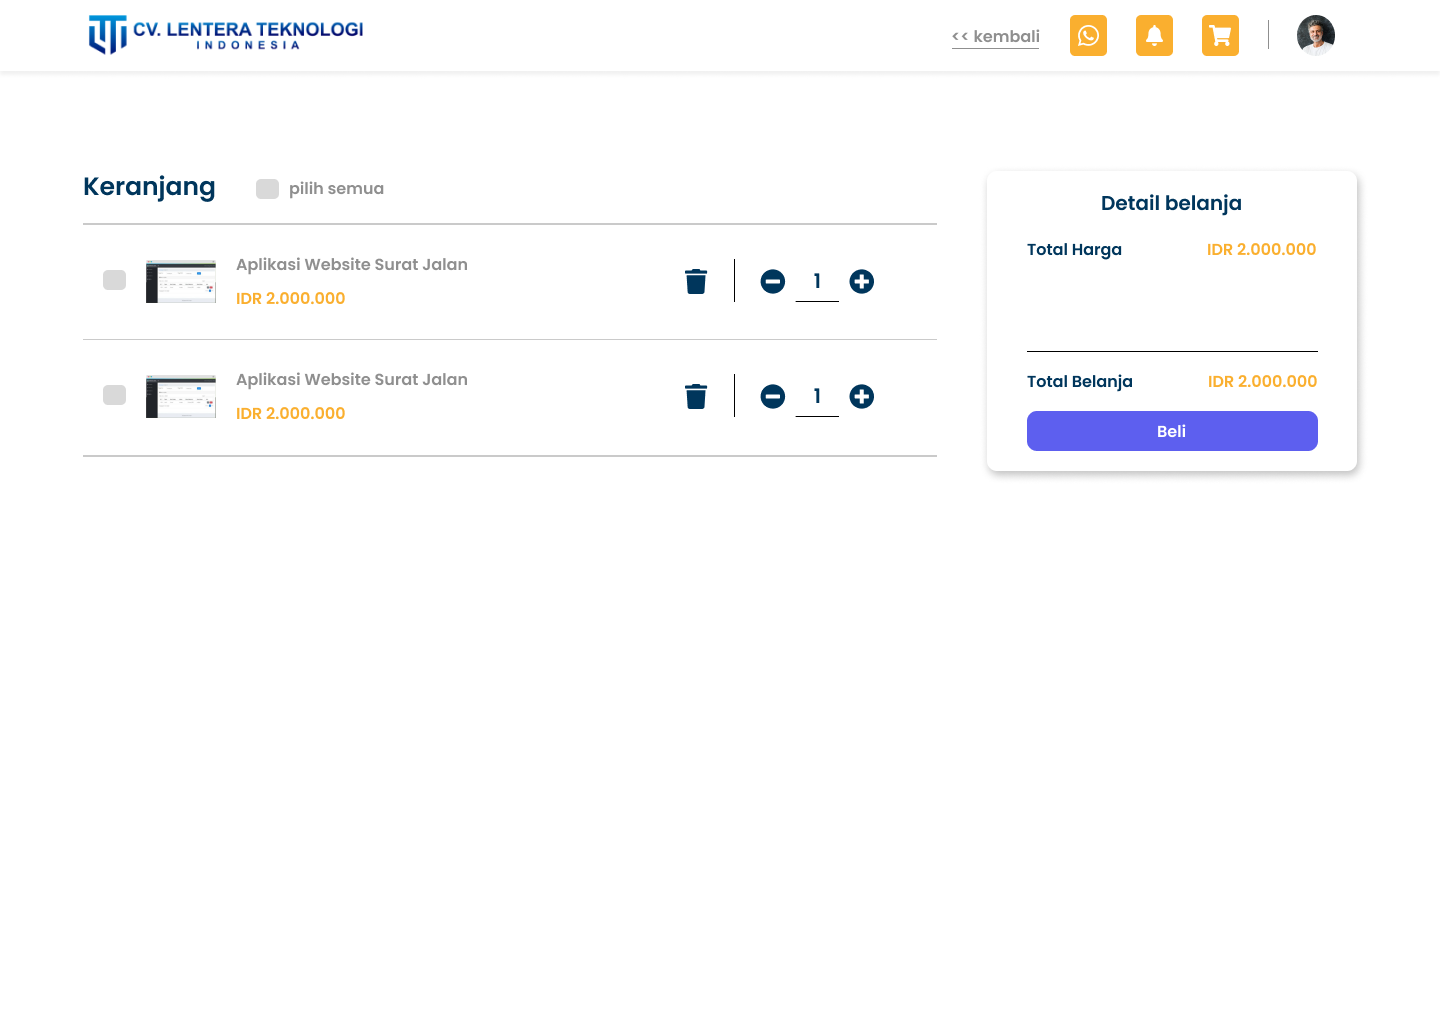 CV. LENTERA TEKNOLOGI
INDONESIA
<< kembali
Keranjang
pilih semua
Aplikasi Website Surat Jalan
IDR 2.000.000
1
Aplikasi Website Surat Jalan
IDR 2.000.000
1
Detail belanja
Total Harga IDR 2.000.000
Total Belanja IDR 2.000.000
Beli